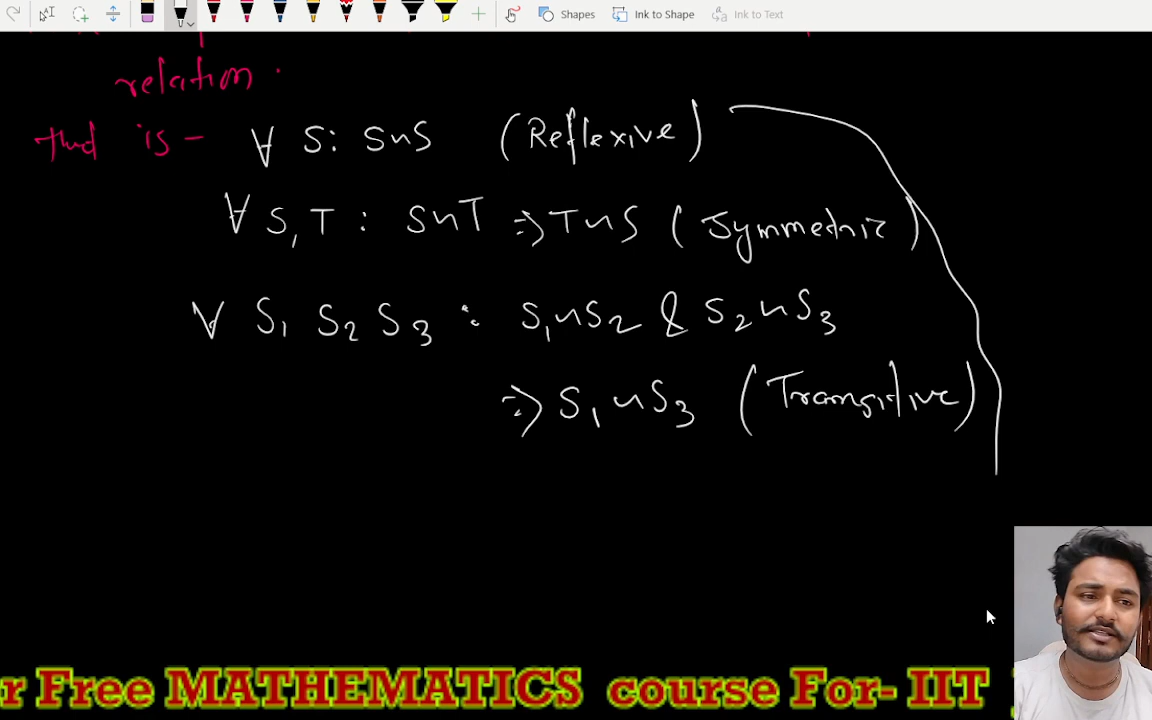 Shapes Ink to Shape Ink to Text
relation .
that is - ∀ S: S~S (Reflexive)
∀ S,T : S~T ⇒ T~S (Symmetric)
∀ S₁ S₂ S₃ : S₁~S₂ & S₂~S₃
⇒ S₁~S₃ (Transitive)
r Free MATHEMATICS course For- IIT